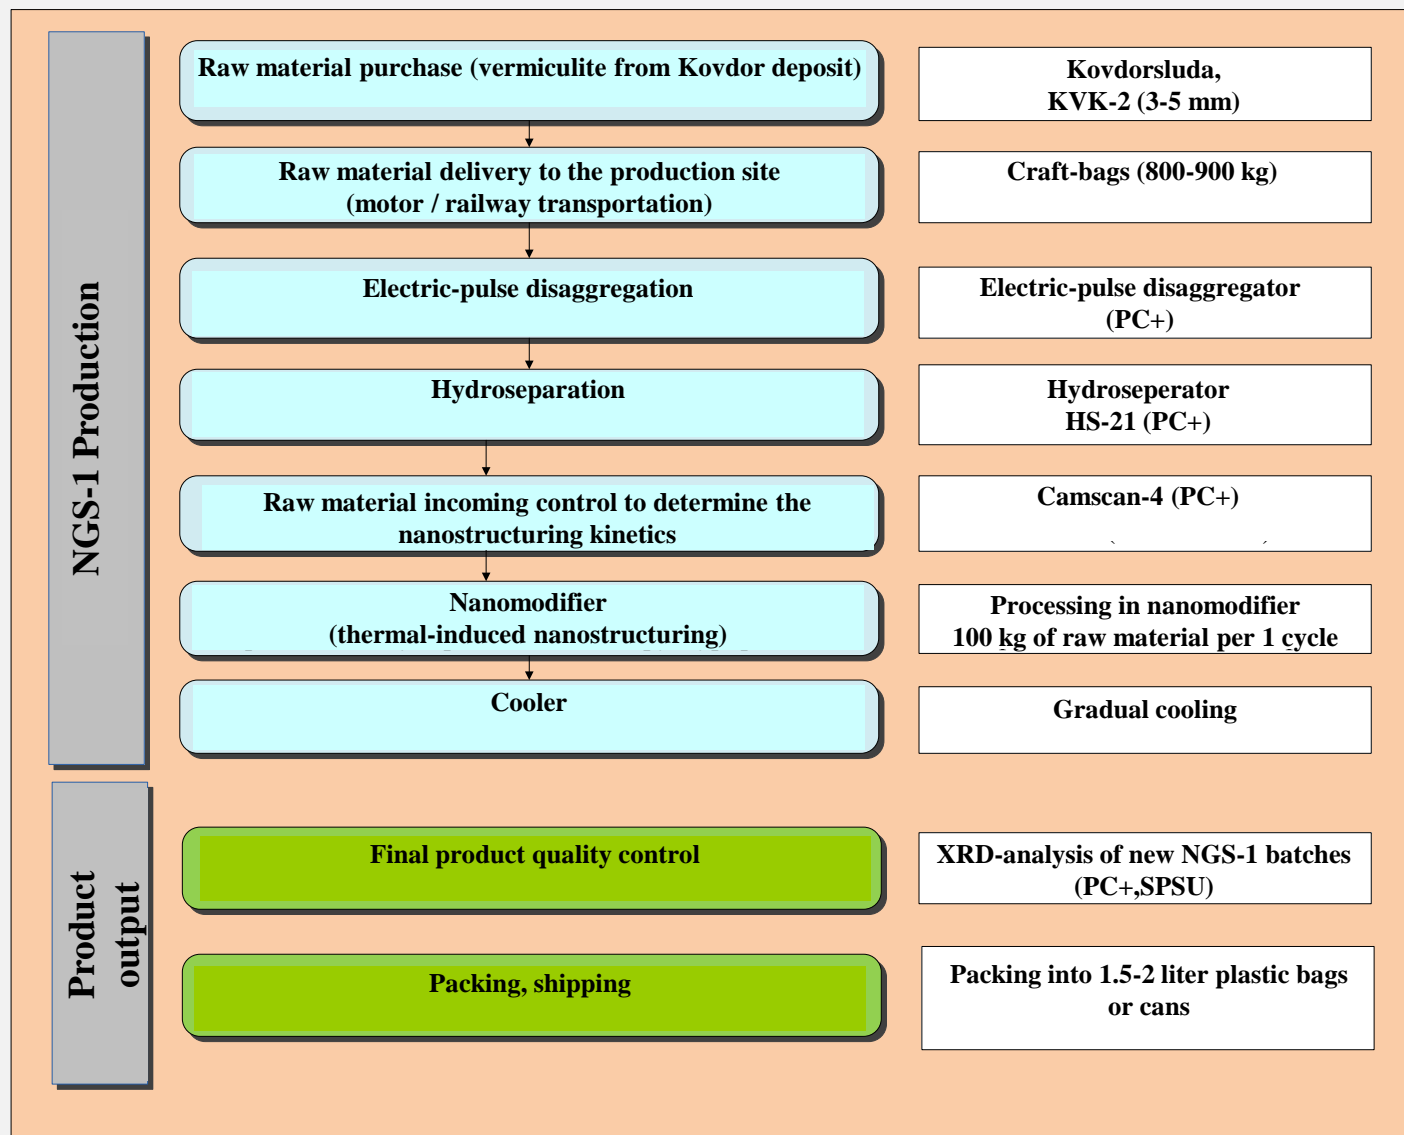 NGS-1 Production
Raw material purchase (vermiculite from Kovdor deposit)
Kovdorsluda,
KVK-2 (3-5 mm)
Raw material delivery to the production site
(motor / railway transportation)
Craft-bags (800-900 kg)
Electric-pulse disaggregation
Electric-pulse disaggregator
(PC+)
Hydroseparation
Hydroseperator
HS-21 (PC+)
Raw material incoming control to determine the
nanostructuring kinetics
Camscan-4 (PC+)
Nanomodifier
(thermal-induced nanostructuring)
Processing in nanomodifier
100 kg of raw material per 1 cycle
Cooler
Gradual cooling
Product
output
Final product quality control
XRD-analysis of new NGS-1 batches
(PC+,SPSU)
Packing, shipping
Packing into 1.5-2 liter plastic bags
or cans